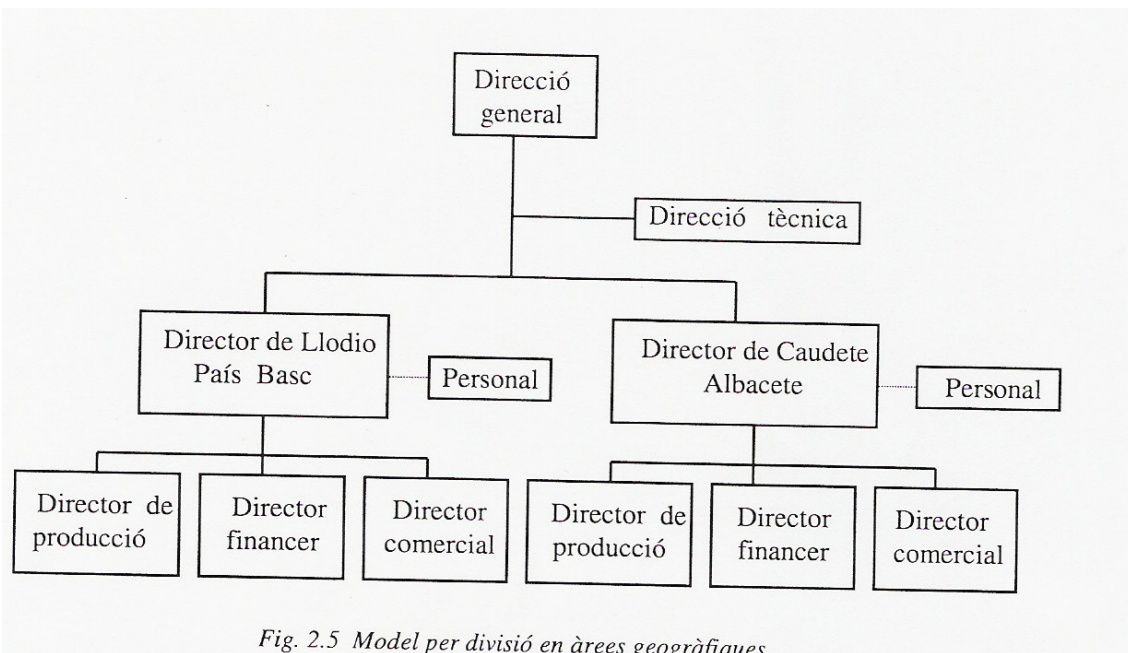 Direcció
general
Direcció tècnica
Director de Llodio
País Basc
Personal
Director de Caudete
Albacete
Personal
Director de
producció
Director
financer
Director
comercial
Director de
producció
Director
financer
Director
comercial
Fig. 2.5 Model per divisió en àrees geogràfiques